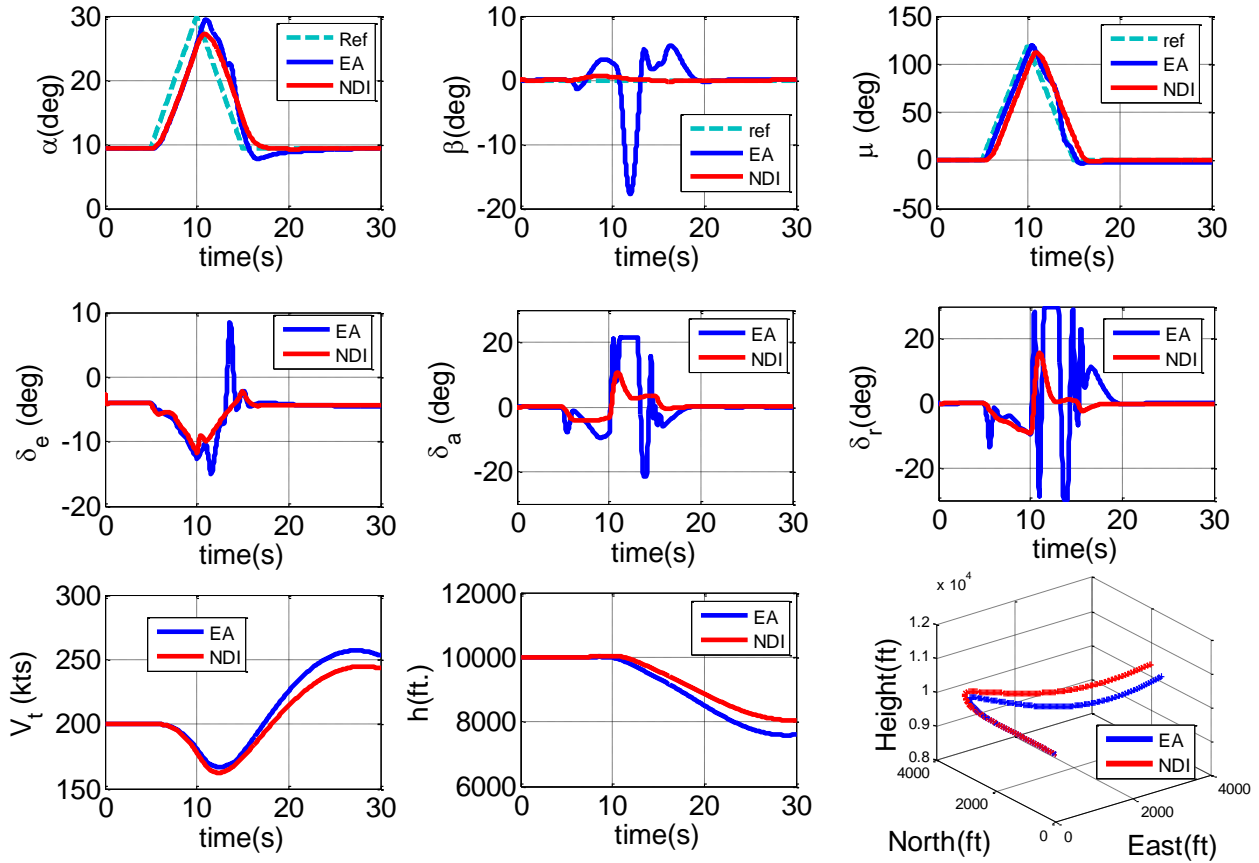 α(deg)
30
20
10
0
0
10
20
30
time(s)
Ref
EA
NDI
β(deg)
10
0
-10
-20
0
10
20
30
time(s)
ref
EA
NDI
μ (deg)
150
100
50
0
-50
0
10
20
30
time(s)
ref
EA
NDI
δe (deg)
10
0
-10
-20
0
10
20
30
time(s)
EA
NDI
δa (deg)
20
0
-20
0
10
20
30
time(s)
EA
NDI
δr(deg)
20
0
-20
0
10
20
30
time(s)
EA
NDI
Vt (kts)
300
250
200
150
0
10
20
30
time(s)
EA
NDI
h(ft.)
12000
10000
8000
6000
0
10
20
30
time(s)
EA
NDI
x 10^4
Height(ft)
1.2
1.1
1
0.9
0.8
4000
2000
0
0
2000
4000
North(ft)
East(ft)
EA
NDI